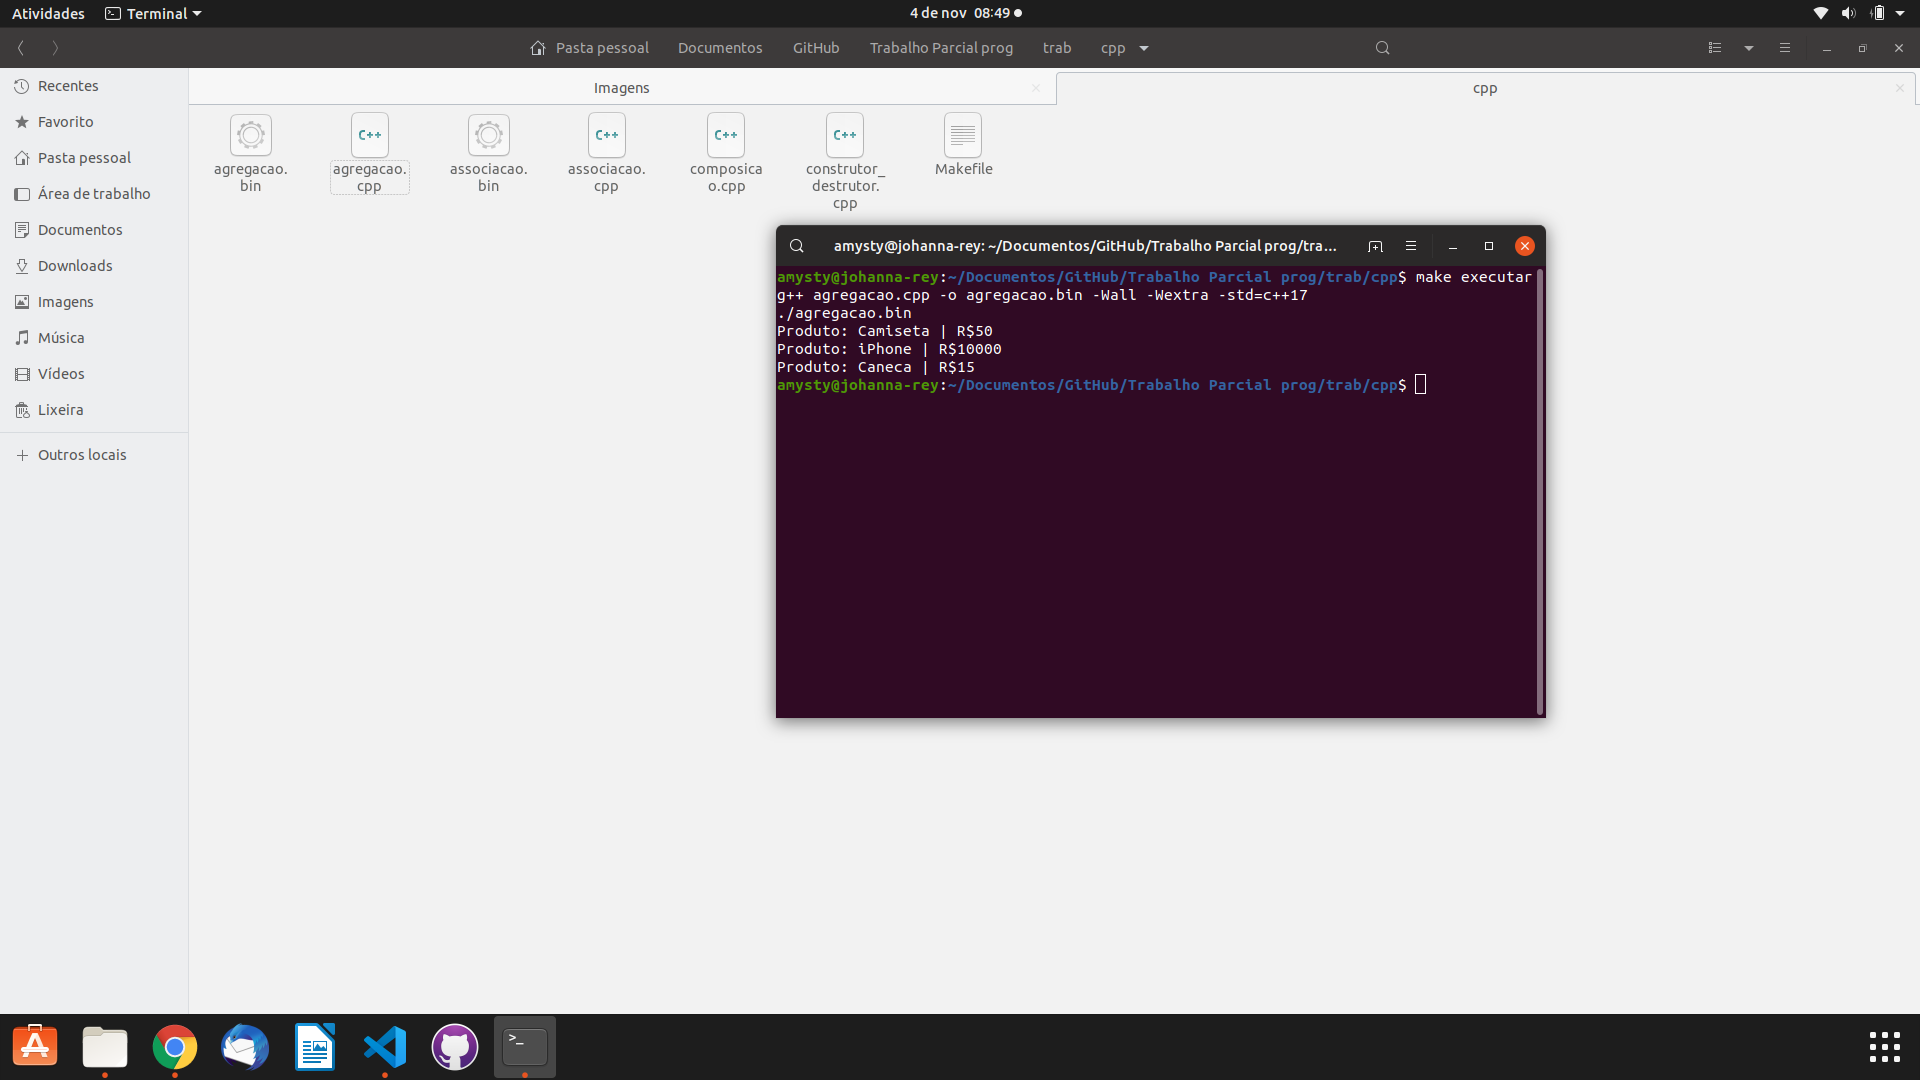 Atividades
Terminal
4 de nov 08:49
Pasta pessoal
Documentos
GitHub
Trabalho Parcial prog
trab
cpp
Recentes
Favorito
Pasta pessoal
Área de trabalho
Documentos
Downloads
Imagens
Música
Vídeos
Lixeira
Outros locais
Imagens
cpp
agregacao.
bin
agregacao.
cpp
associacao.
bin
associacao.
cpp
composica
o.cpp
construtor_
destrutor.
cpp
Makefile
C++
C++
C++
C++
amysty@johanna-rey: ~/Documentos/GitHub/Trabalho Parcial prog/tra...
amysty@johanna-rey:~/Documentos/GitHub/Trabalho Parcial prog/trab/cpp$ make executar
g++ agregacao.cpp -o agregacao.bin -Wall -Wextra -std=c++17
./agregacao.bin
Produto: Camiseta | R$50
Produto: iPhone | R$10000
Produto: Caneca | R$15
amysty@johanna-rey:~/Documentos/GitHub/Trabalho Parcial prog/trab/cpp$
>_